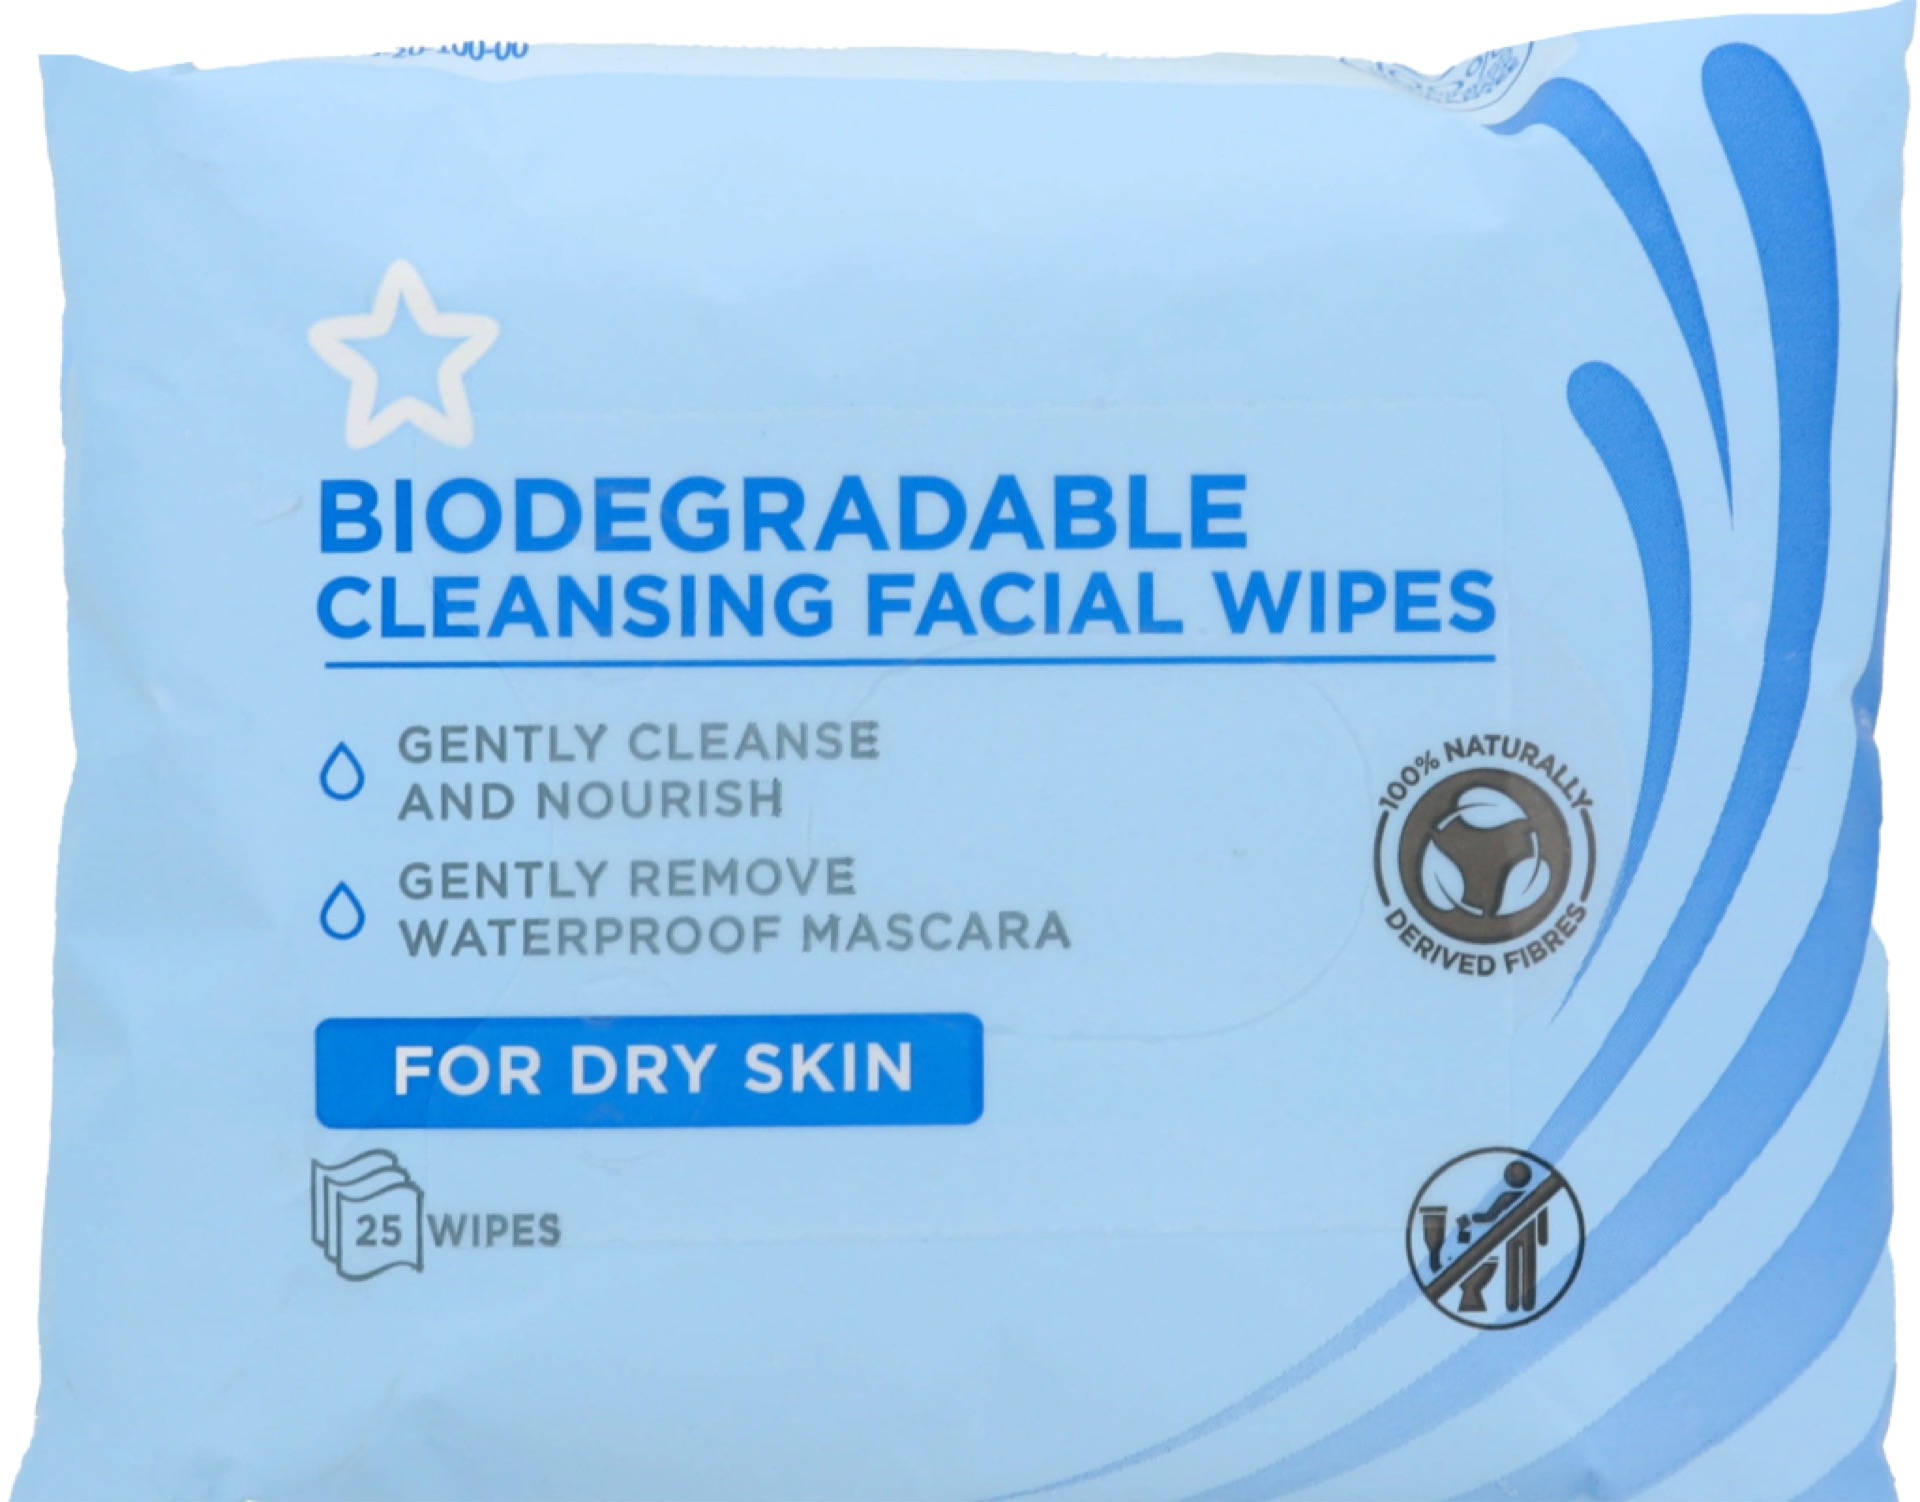 BIODEGRADABLE
CLEANSING FACIAL WIPES
GENTLY CLEANSE
AND NOURISH
GENTLY REMOVE
WATERPROOF MASCARA
100% NATURALLY
DERIVED FIBRES
FOR DRY SKIN
25 WIPES